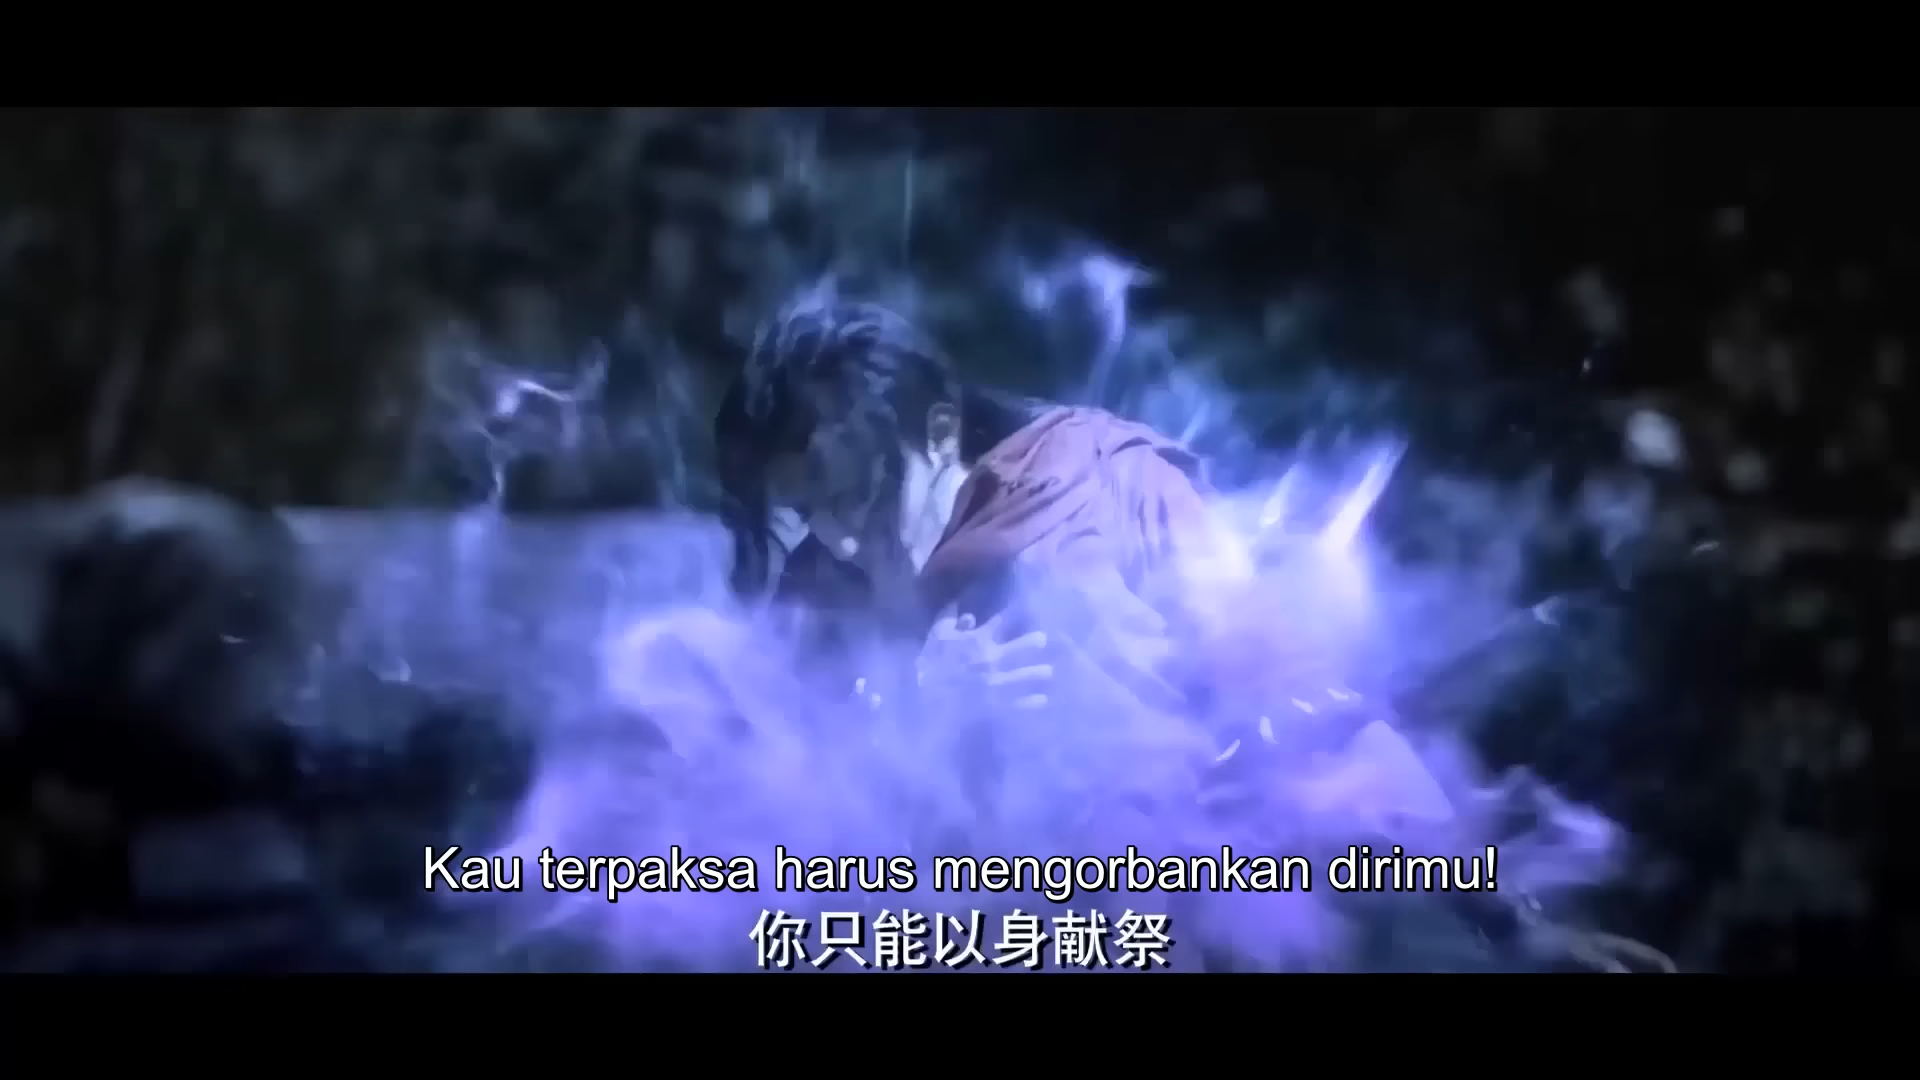 Kau terpaksa harus mengorbankan dirimu!
你只能以身献祭